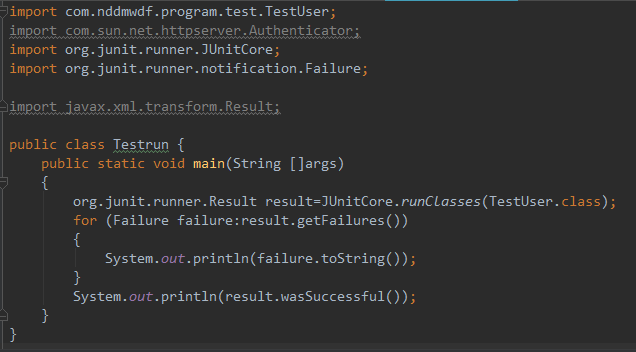 import com.nddmwdf.program.test.TestUser;
import com.sun.net.httpserver.Authenticator;
import org.junit.runner.JUnitCore;
import org.junit.runner.notification.Failure;
import javax.xml.transform.Result;
public class Testrun {
public static void main(String []args)
{
org.junit.runner.Result result=JUnitCore.runClasses(TestUser.class);
for (Failure failure:result.getFailures())
{
System.out.println(failure.toString());
}
System.out.println(result.wasSuccessful());
}
}